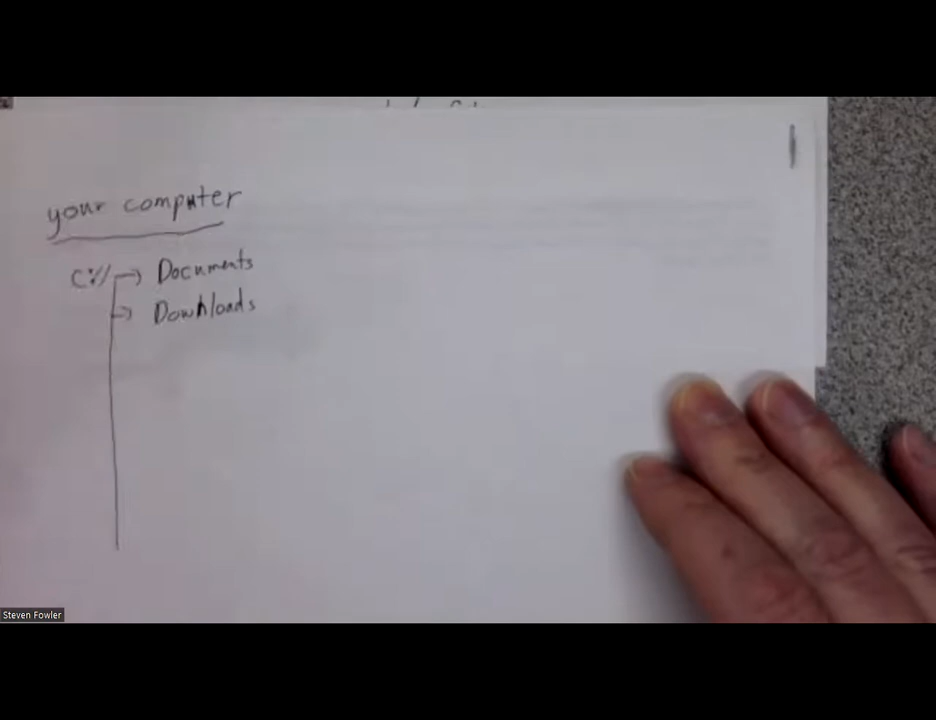 your computer
C:// → Documents
→ Downloads
Steven Fowler